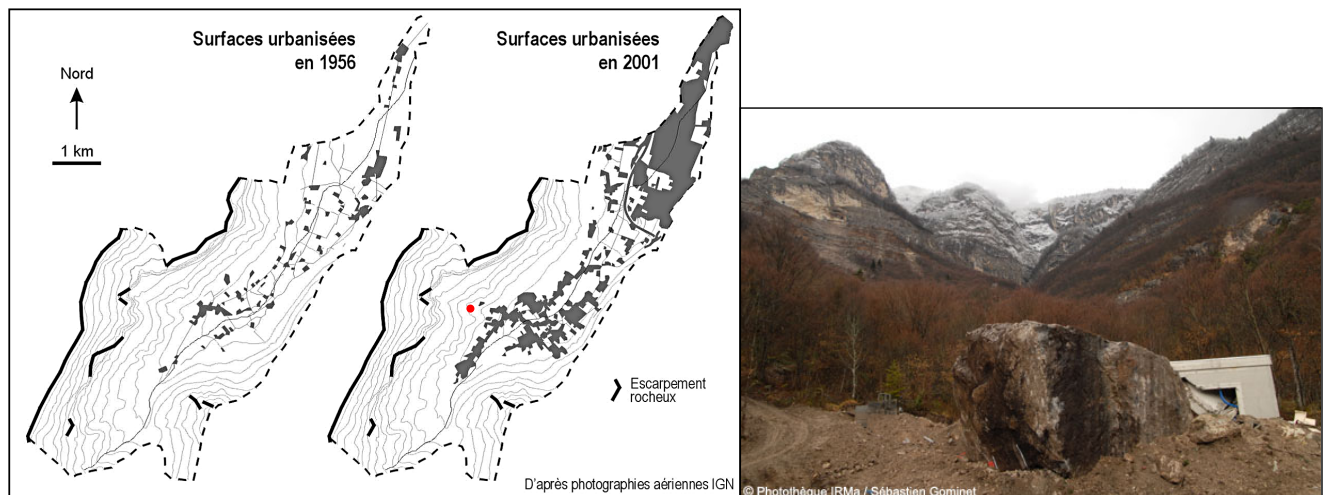 Surfaces urbanisées
en 1956
Surfaces urbanisées
en 2001
Nord
1 km
Escarpement
rocheux
D'après photographies aériennes IGN
© Photothèque IRMa / Sébastien Gominet